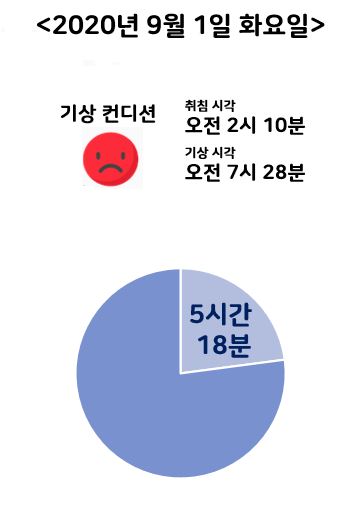 <2020년 9월 1일 화요일>
기상 컨디션
취침 시각
오전 2시 10분
기상 시각
오전 7시 28분
5시간
18분